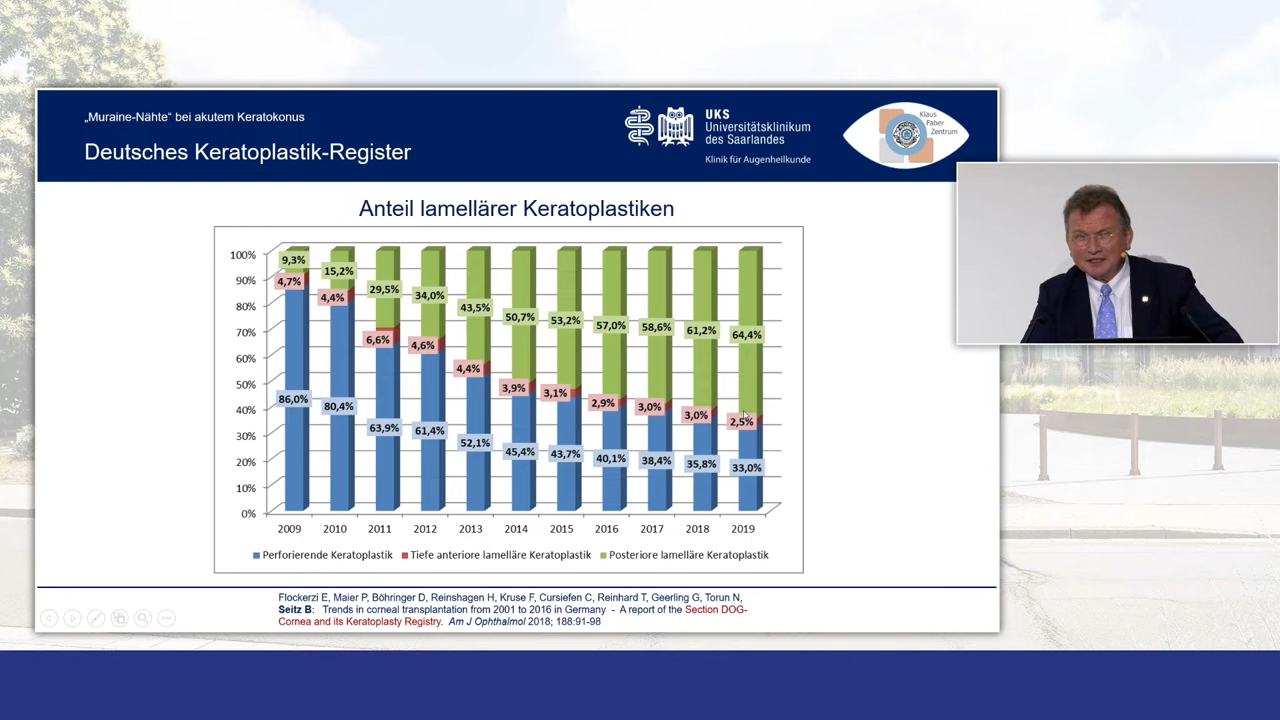 „Muraine-Nähte“ bei akutem Keratokonus
Deutsches Keratoplastik-Register
UKS
Universitätsklinikum
des Saarlandes
Klinik für Augenheilkunde
Klaus
Faber
Zentrum
Anteil lamellärer Keratoplastiken
100%
90%
80%
70%
60%
50%
40%
30%
20%
10%
0%
9,3% 15,2% 29,5% 34,0% 43,5% 50,7% 53,2% 57,0% 58,6% 61,2% 64,4%
4,7% 4,4% 6,6% 4,6% 4,4% 3,9% 3,1% 2,9% 3,0% 3,0% 2,5%
86,0% 80,4% 63,9% 61,4% 52,1% 45,4% 43,7% 40,1% 38,4% 35,8% 33,0%
2009 2010 2011 2012 2013 2014 2015 2016 2017 2018 2019
Perforierende Keratoplastik Tiefe anteriore lamelläre Keratoplastik Posteriore lamelläre Keratoplastik
Flockerzi E, Maier P, Böhringer D, Reinshagen H, Kruse F, Cursiefen C, Reinhard T, Geerling G, Torun N,
Seitz B: Trends in corneal transplantation from 2001 to 2016 in Germany - A report of the Section DOG-
Cornea and its Keratoplasty Registry. Am J Ophthalmol 2018; 188:91-98